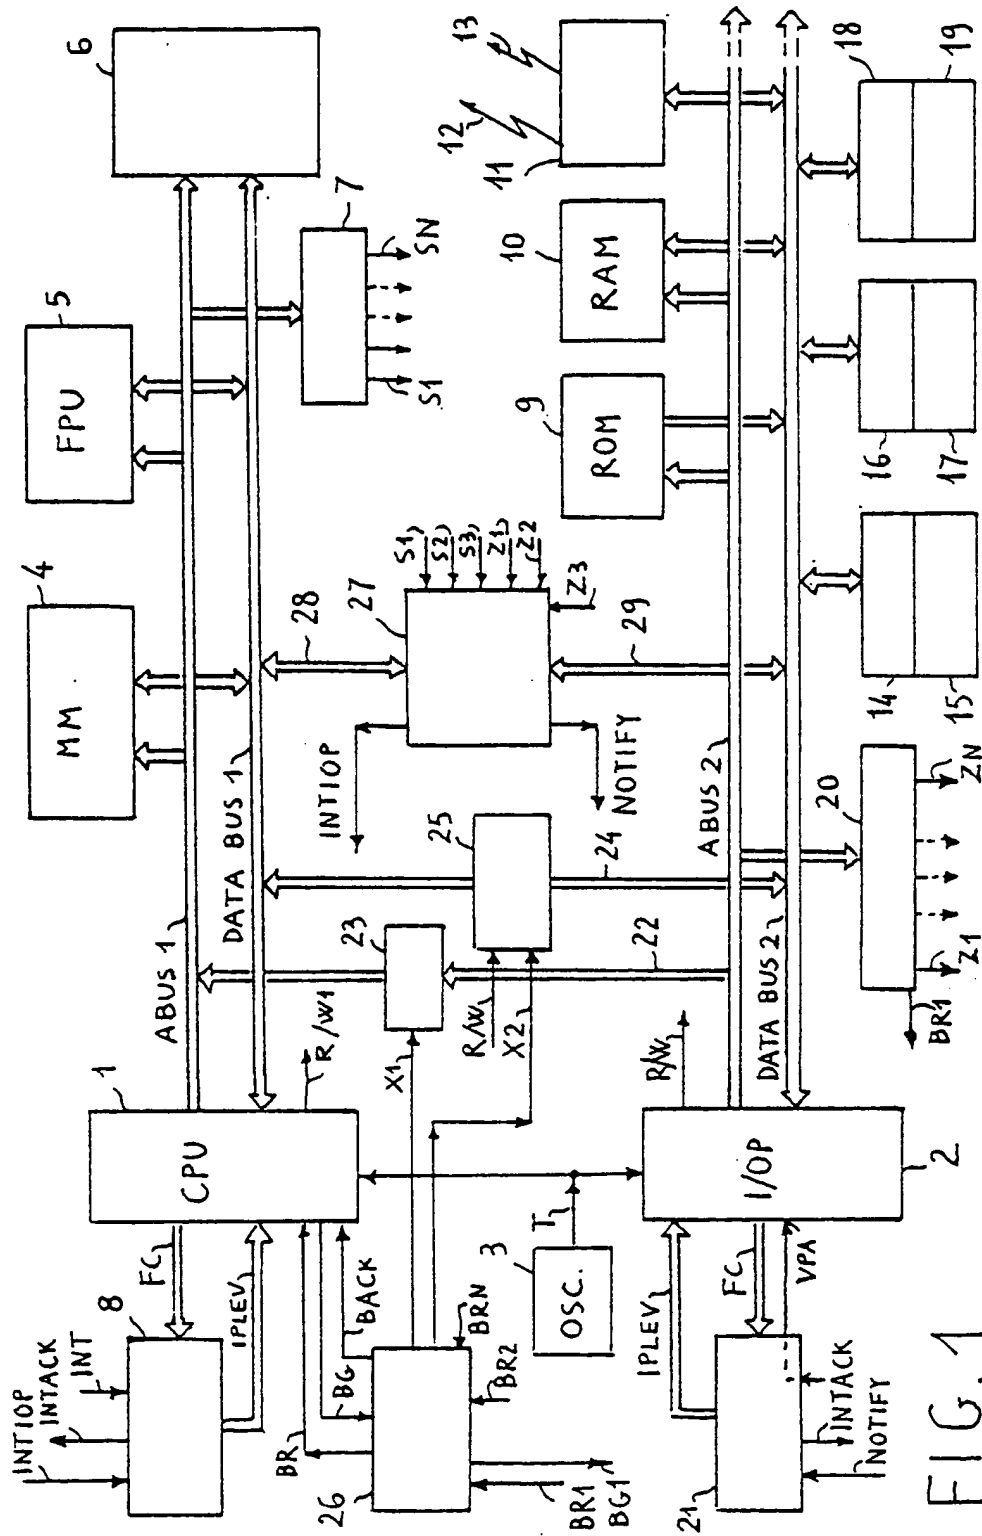 INTIOP
INTACK
INT
8
FC
IPLEV
1
CPU
ABUS 1
DATA BUS 1
R/W1
4
MM
5
FPU
6
7
S1
SN
BR
BG
BACK
26
BR1
BG1
BR2
BRN
X1
23
R/W
X2
22
25
24
INTIOP
NOTIFY
27
28
29
S1
S2
S3
Z1
Z2
Z3
3
OSC.
T
9
ROM
10
RAM
11
12
13
IPLEV
FC
VPA
21
INTACK
NOTIFY
I/OP
2
R/W
ABUS 2
DATA BUS 2
BR1
Z1
20
ZN
14
15
16
17
18
19
FIG. 1